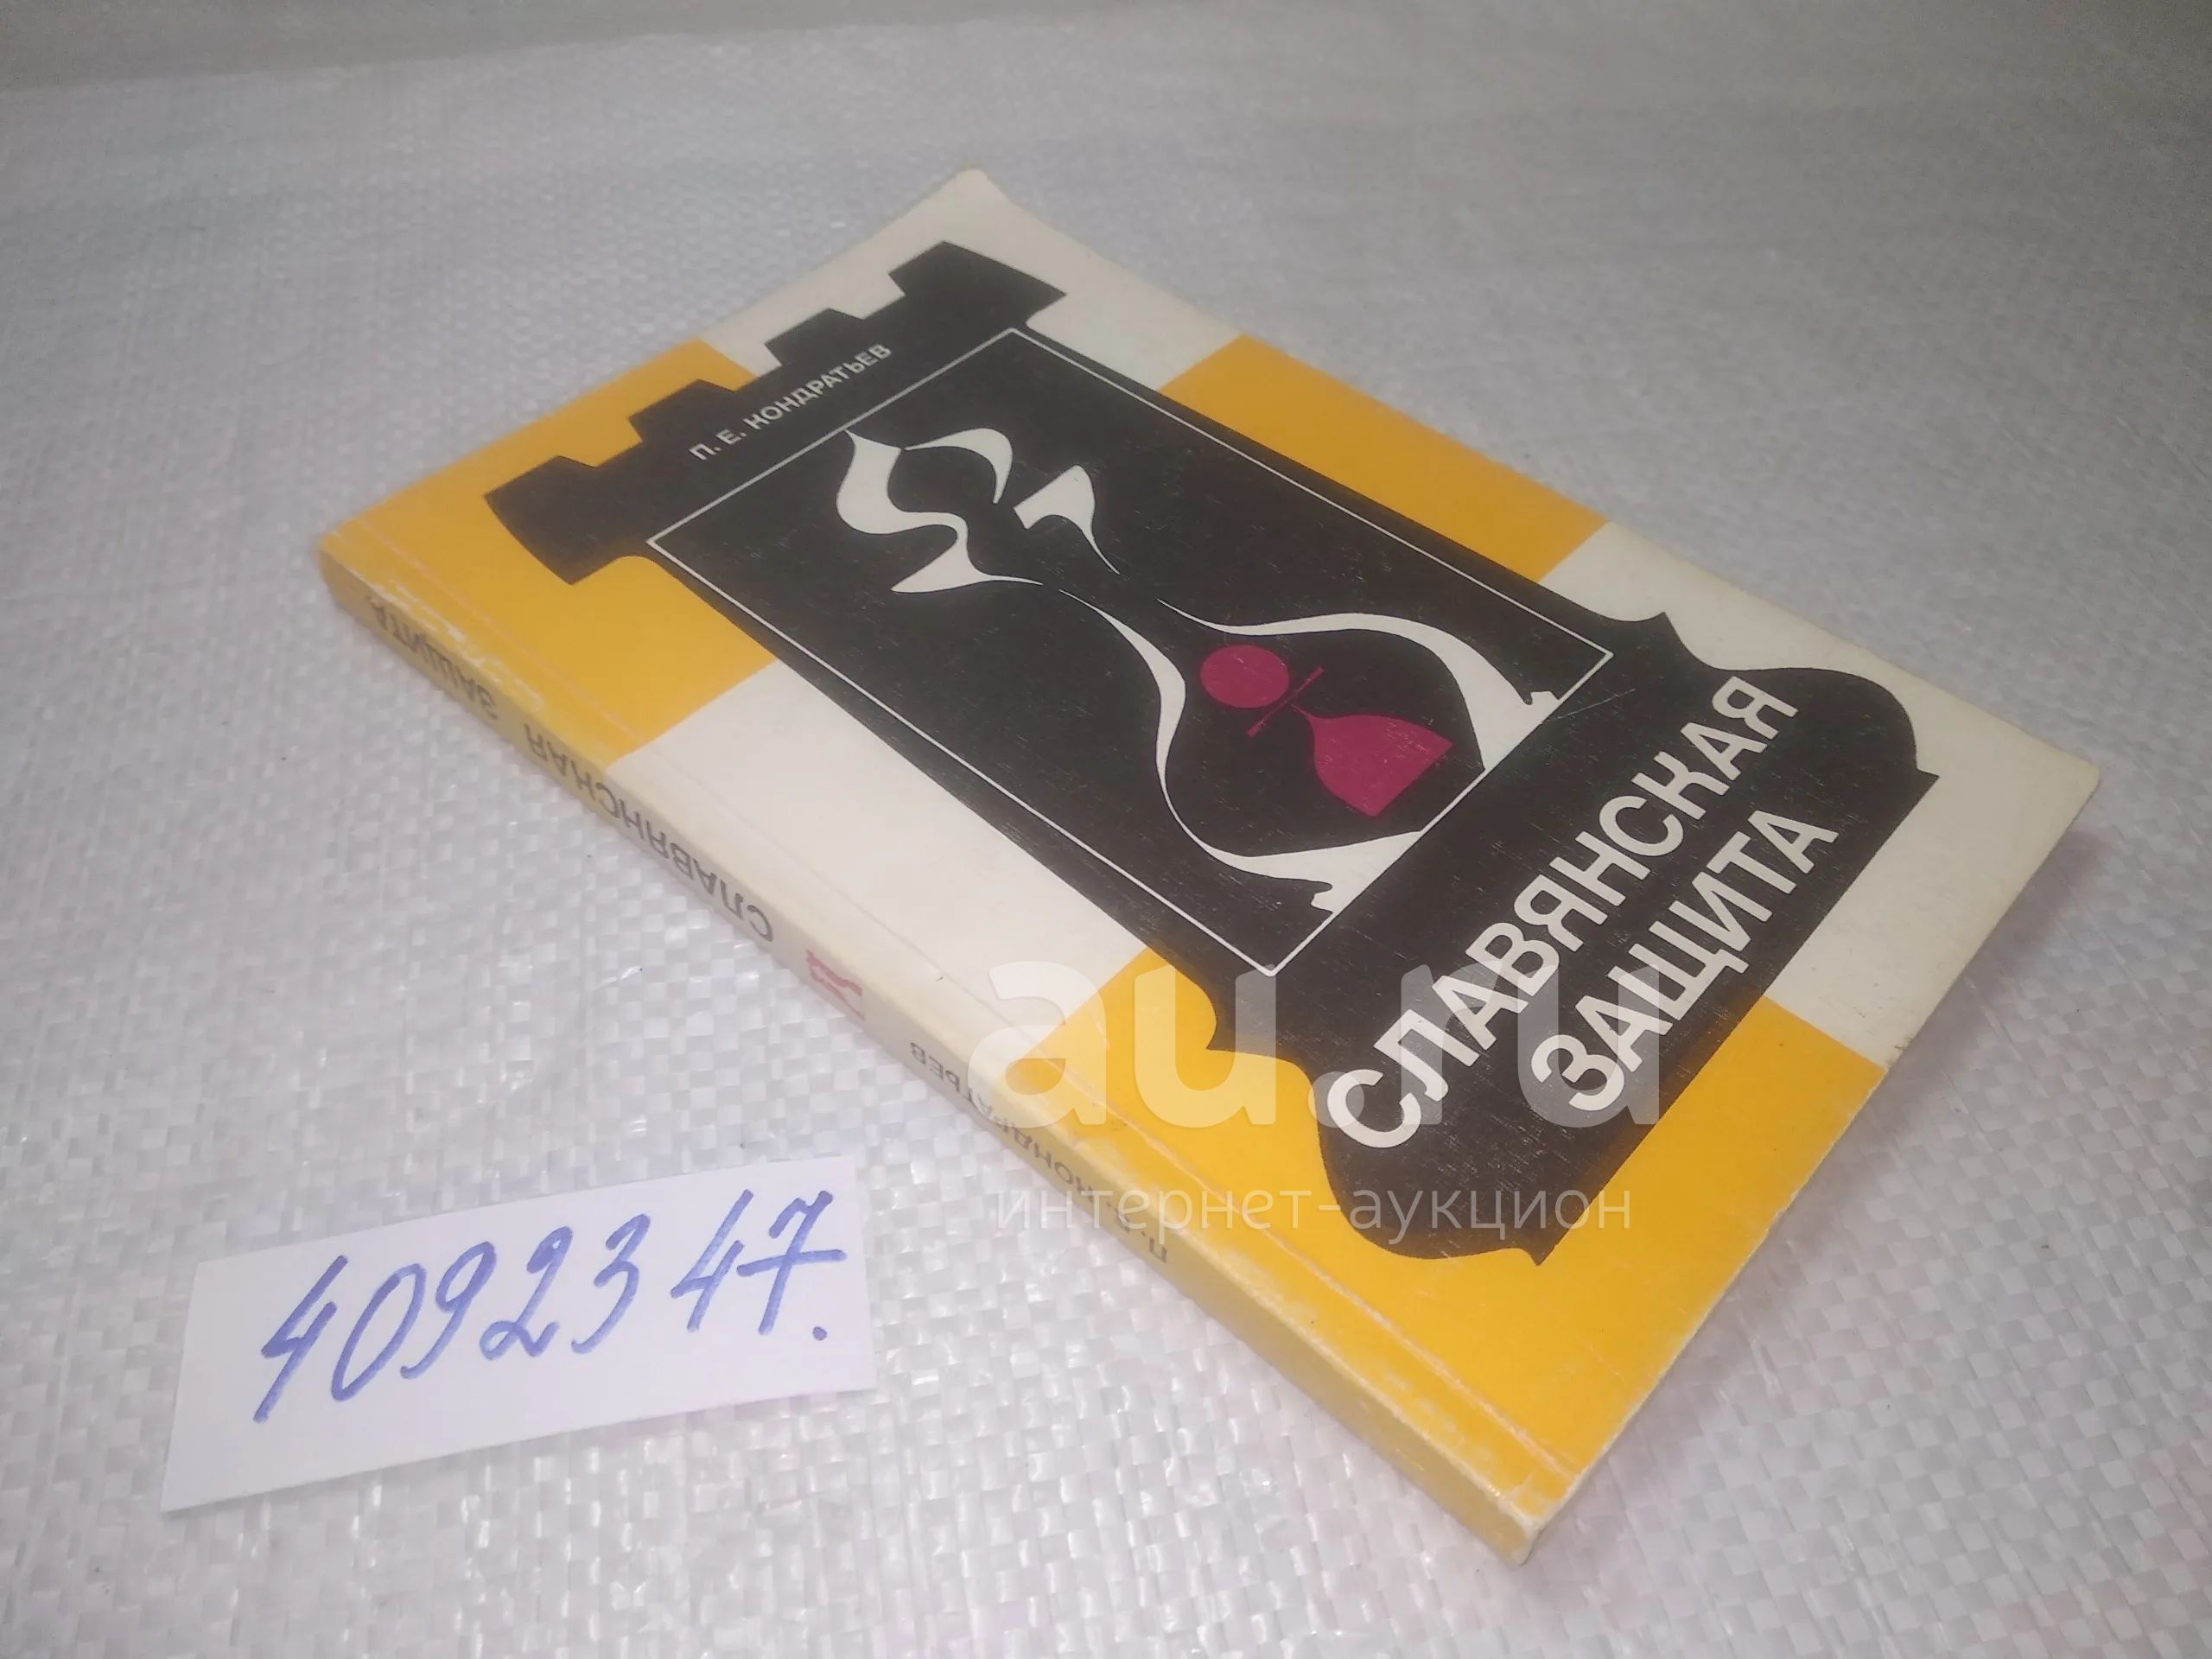 П. Е. КОНДРАТЬЕВ
СЛАВЯНСКАЯ
ЗАЩИТА
П. Е. КОНДРАТЬЕВ СЛАВЯНСКАЯ ЗАЩИТА
4092347.
au.ru
интернет-аукцион